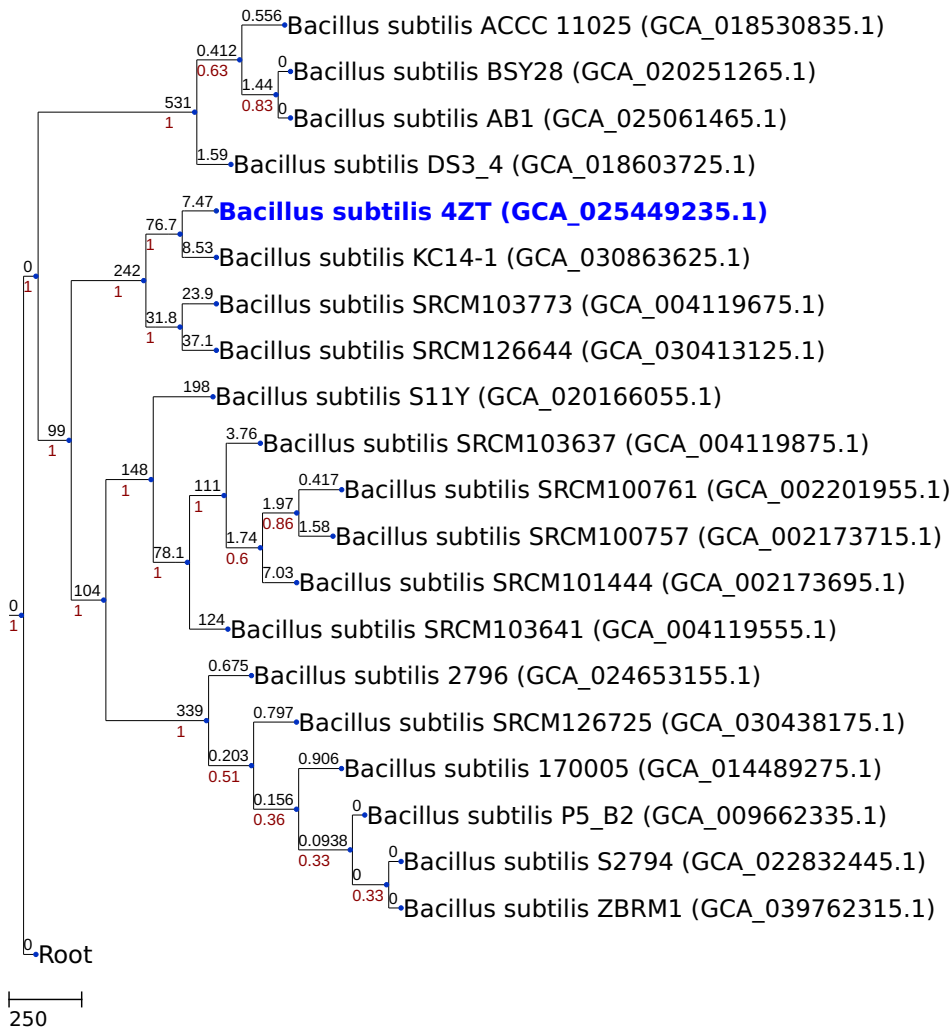 0.556
Bacillus subtilis ACCC 11025 (GCA_018530835.1)
0.412
0.63
0
Bacillus subtilis BSY28 (GCA_020251265.1)
1.44
0.83
531
1
0
Bacillus subtilis AB1 (GCA_025061465.1)
1.59
Bacillus subtilis DS3_4 (GCA_018603725.1)
7.47
Bacillus subtilis 4ZT (GCA_025449235.1)
76.7
1
8.53
Bacillus subtilis KC14-1 (GCA_030863625.1)
0
1
242
1
23.9
Bacillus subtilis SRCM103773 (GCA_004119675.1)
31.8
1
37.1
Bacillus subtilis SRCM126644 (GCA_030413125.1)
198
Bacillus subtilis S11Y (GCA_020166055.1)
99
1
3.76
Bacillus subtilis SRCM103637 (GCA_004119875.1)
148
1
111
1
0.417
Bacillus subtilis SRCM100761 (GCA_002201955.1)
1.97
0.86
1.58
Bacillus subtilis SRCM100757 (GCA_002173715.1)
1.74
0.6
78.1
1
7.03
Bacillus subtilis SRCM101444 (GCA_002173695.1)
104
1
0
1
124
Bacillus subtilis SRCM103641 (GCA_004119555.1)
0.675
Bacillus subtilis 2796 (GCA_024653155.1)
339
1
0.797
Bacillus subtilis SRCM126725 (GCA_030438175.1)
0.203
0.51
0.906
Bacillus subtilis 170005 (GCA_014489275.1)
0.156
0.36
0
Bacillus subtilis P5_B2 (GCA_009662335.1)
0.0938
0.33
0
Bacillus subtilis S2794 (GCA_022832445.1)
0
0.33
0
Bacillus subtilis ZBRM1 (GCA_039762315.1)
0
Root
250